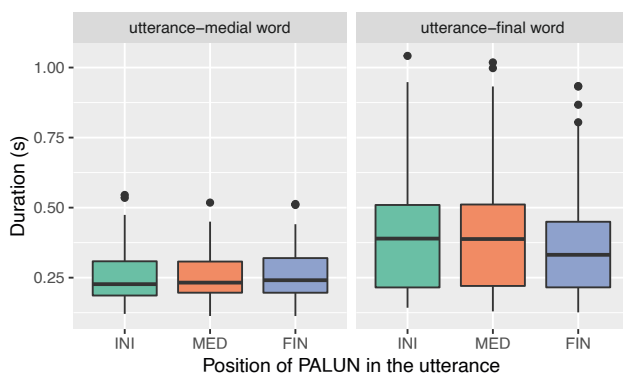 utterance−medial word
utterance−final word
Duration (s)
1.00
0.75
0.50
0.25
INI MED FIN
INI MED FIN
Position of PALUN in the utterance